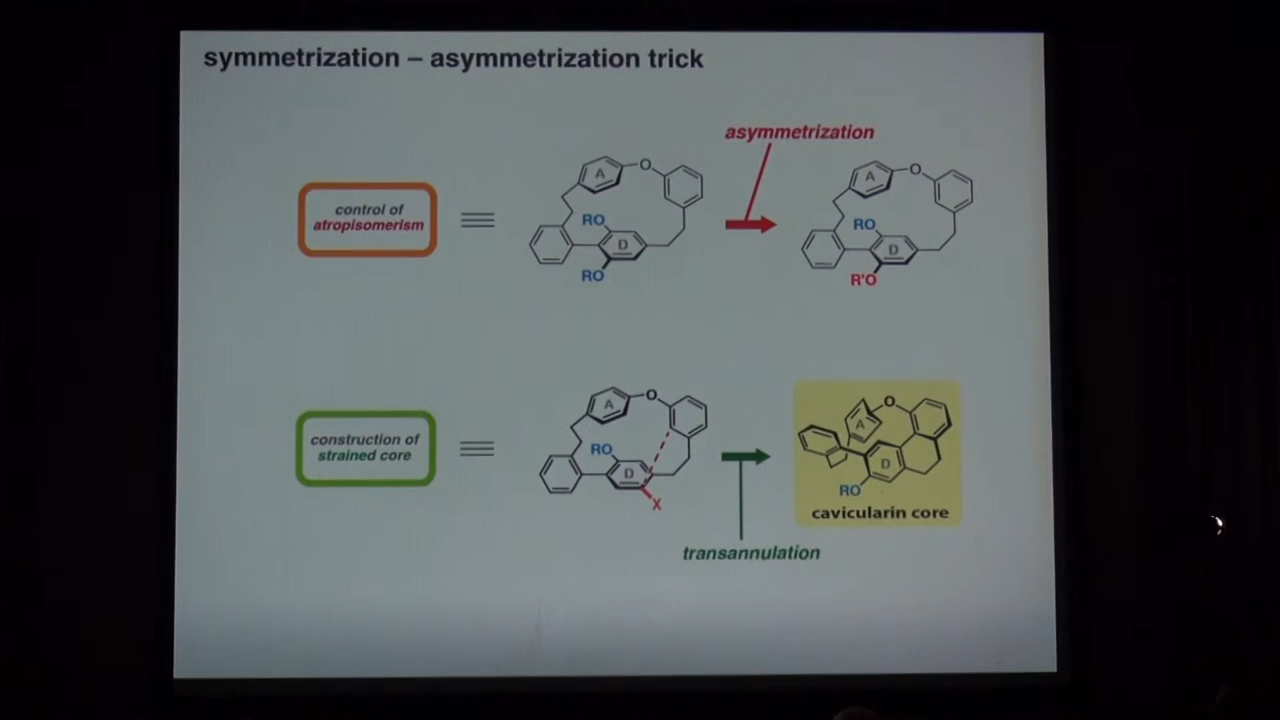 symmetrization – asymmetrization trick
asymmetrization
control of
atropisomerism
A
O
RO
D
RO
A
O
RO
D
R'O
construction of
strained core
A
O
RO
D
X
transannulation
A
O
D
RO
cavicularin core